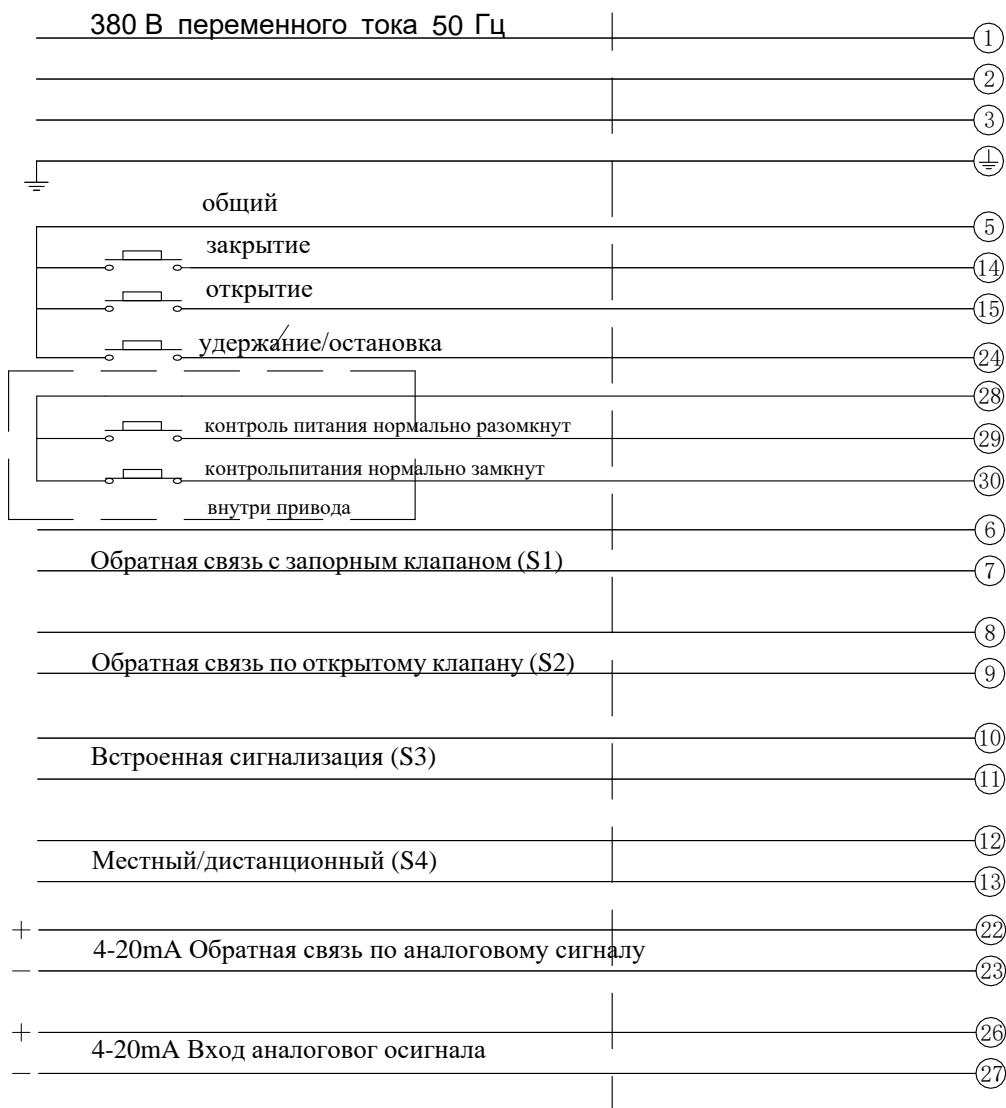 380 В переменного тока 50 Гц
1
2
3
общий
5
закрытие
14
открытие
15
удержание/остановка
24
28
контроль питания нормально разомкнут
29
контрольпитания нормально замкнут
30
внутри привода
6
Обратная связь с запорным клапаном (S1)
7
8
Обратная связь по открытому клапану (S2)
9
10
Встроенная сигнализация (S3)
11
12
Местный/дистанционный (S4)
13
+
22
4-20mA Обратная связь по аналоговому сигналу
−
23
+
26
4-20mA Вход аналоговог осигнала
−
27